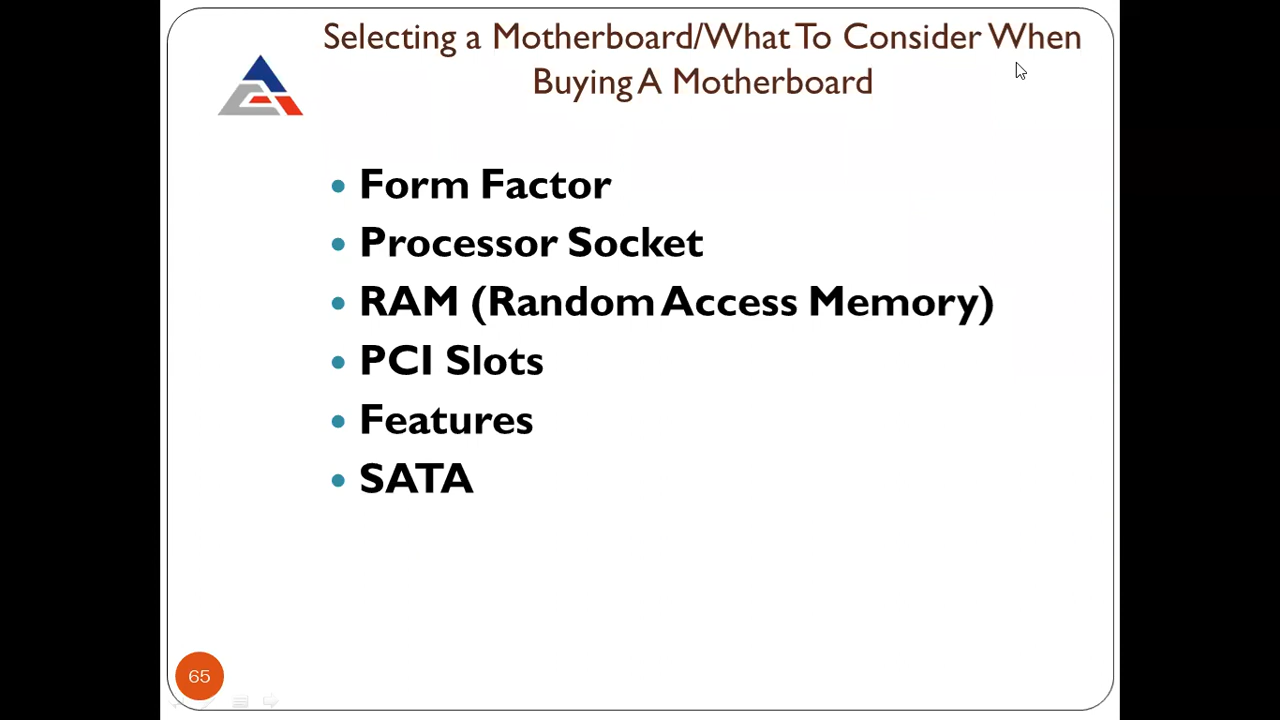 Selecting a Motherboard/What To Consider When
Buying A Motherboard
• Form Factor
• Processor Socket
• RAM (Random Access Memory)
• PCI Slots
• Features
• SATA
65